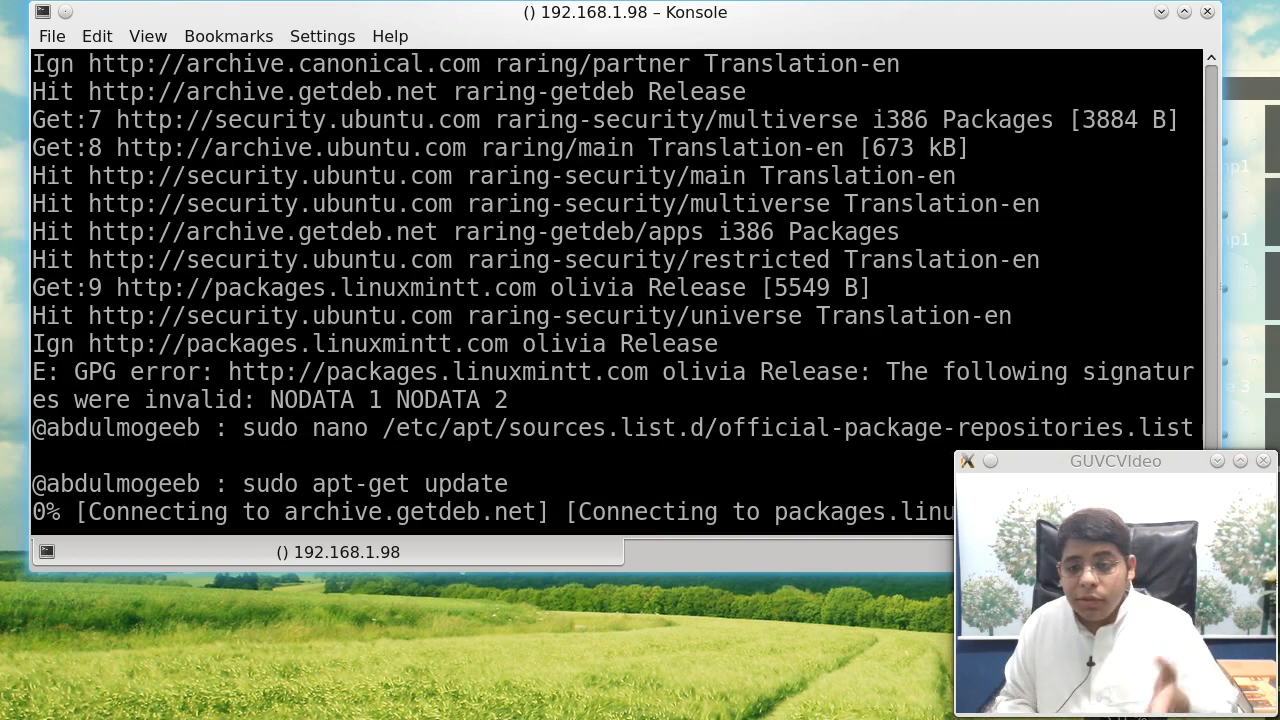 () 192.168.1.98 – Konsole
File Edit View Bookmarks Settings Help
Ign http://archive.canonical.com raring/partner Translation-en
Hit http://archive.getdeb.net raring-getdeb Release
Get:7 http://security.ubuntu.com raring-security/multiverse i386 Packages [3884 B]
Get:8 http://archive.ubuntu.com raring/main Translation-en [673 kB]
Hit http://security.ubuntu.com raring-security/main Translation-en
Hit http://security.ubuntu.com raring-security/multiverse Translation-en
Hit http://archive.getdeb.net raring-getdeb/apps i386 Packages
Hit http://security.ubuntu.com raring-security/restricted Translation-en
Get:9 http://packages.linuxmintt.com olivia Release [5549 B]
Hit http://security.ubuntu.com raring-security/universe Translation-en
Ign http://packages.linuxmintt.com olivia Release
E: GPG error: http://packages.linuxmintt.com olivia Release: The following signatur
es were invalid: NODATA 1 NODATA 2
@abdulmogeeb : sudo nano /etc/apt/sources.list.d/official-package-repositories.list
@abdulmogeeb : sudo apt-get update
0% [Connecting to archive.getdeb.net] [Connecting to packages.linu
() 192.168.1.98
GUVCVIdeo